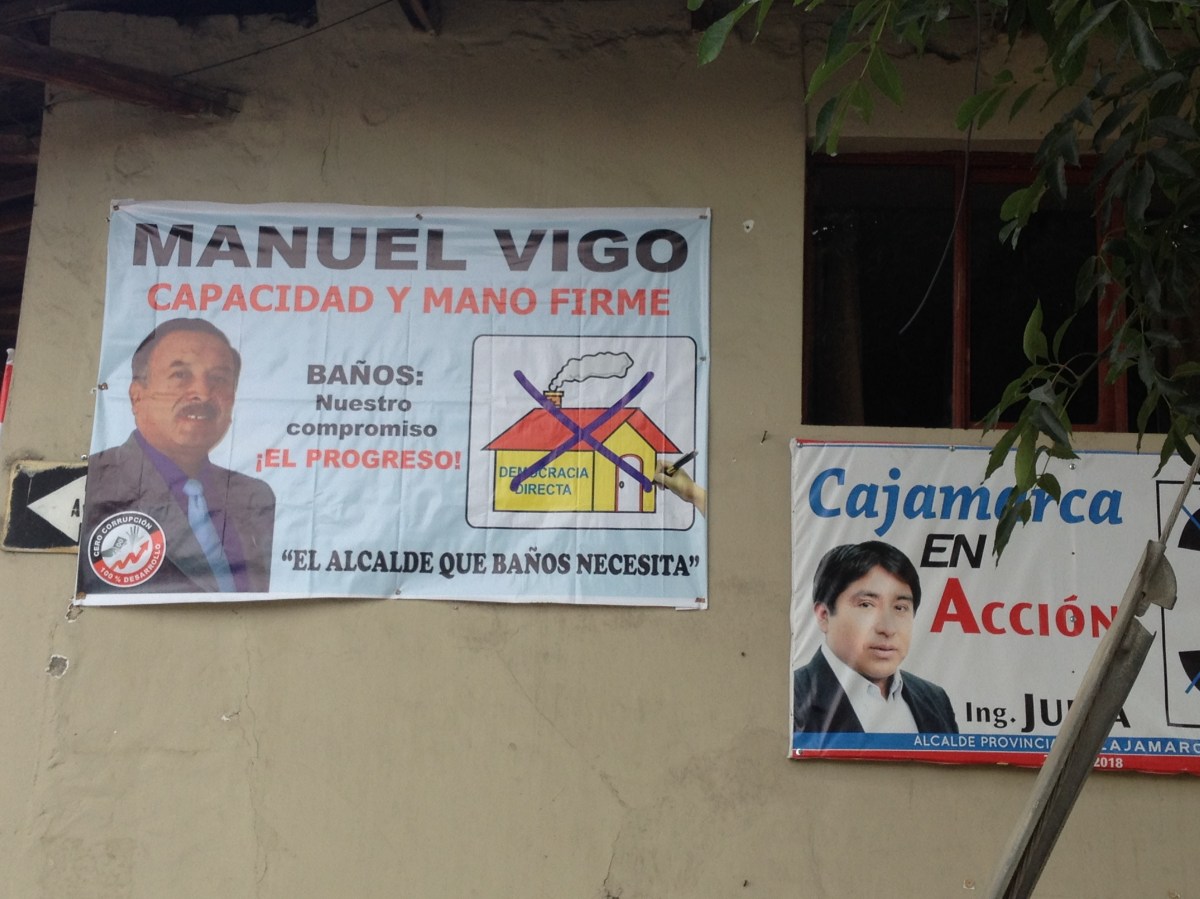 MANUEL VIGO
CAPACIDAD Y MANO FIRME
BAÑOS:
Nuestro
compromiso
¡EL PROGRESO!
DEMOCRACIA
DIRECTA
CERO CORRUPCIÓN
100 % DESARROLLO
"EL ALCALDE QUE BAÑOS NECESITA"
Cajamarca
EN
ACCIÓN
Ing.
ALCALDE
2018